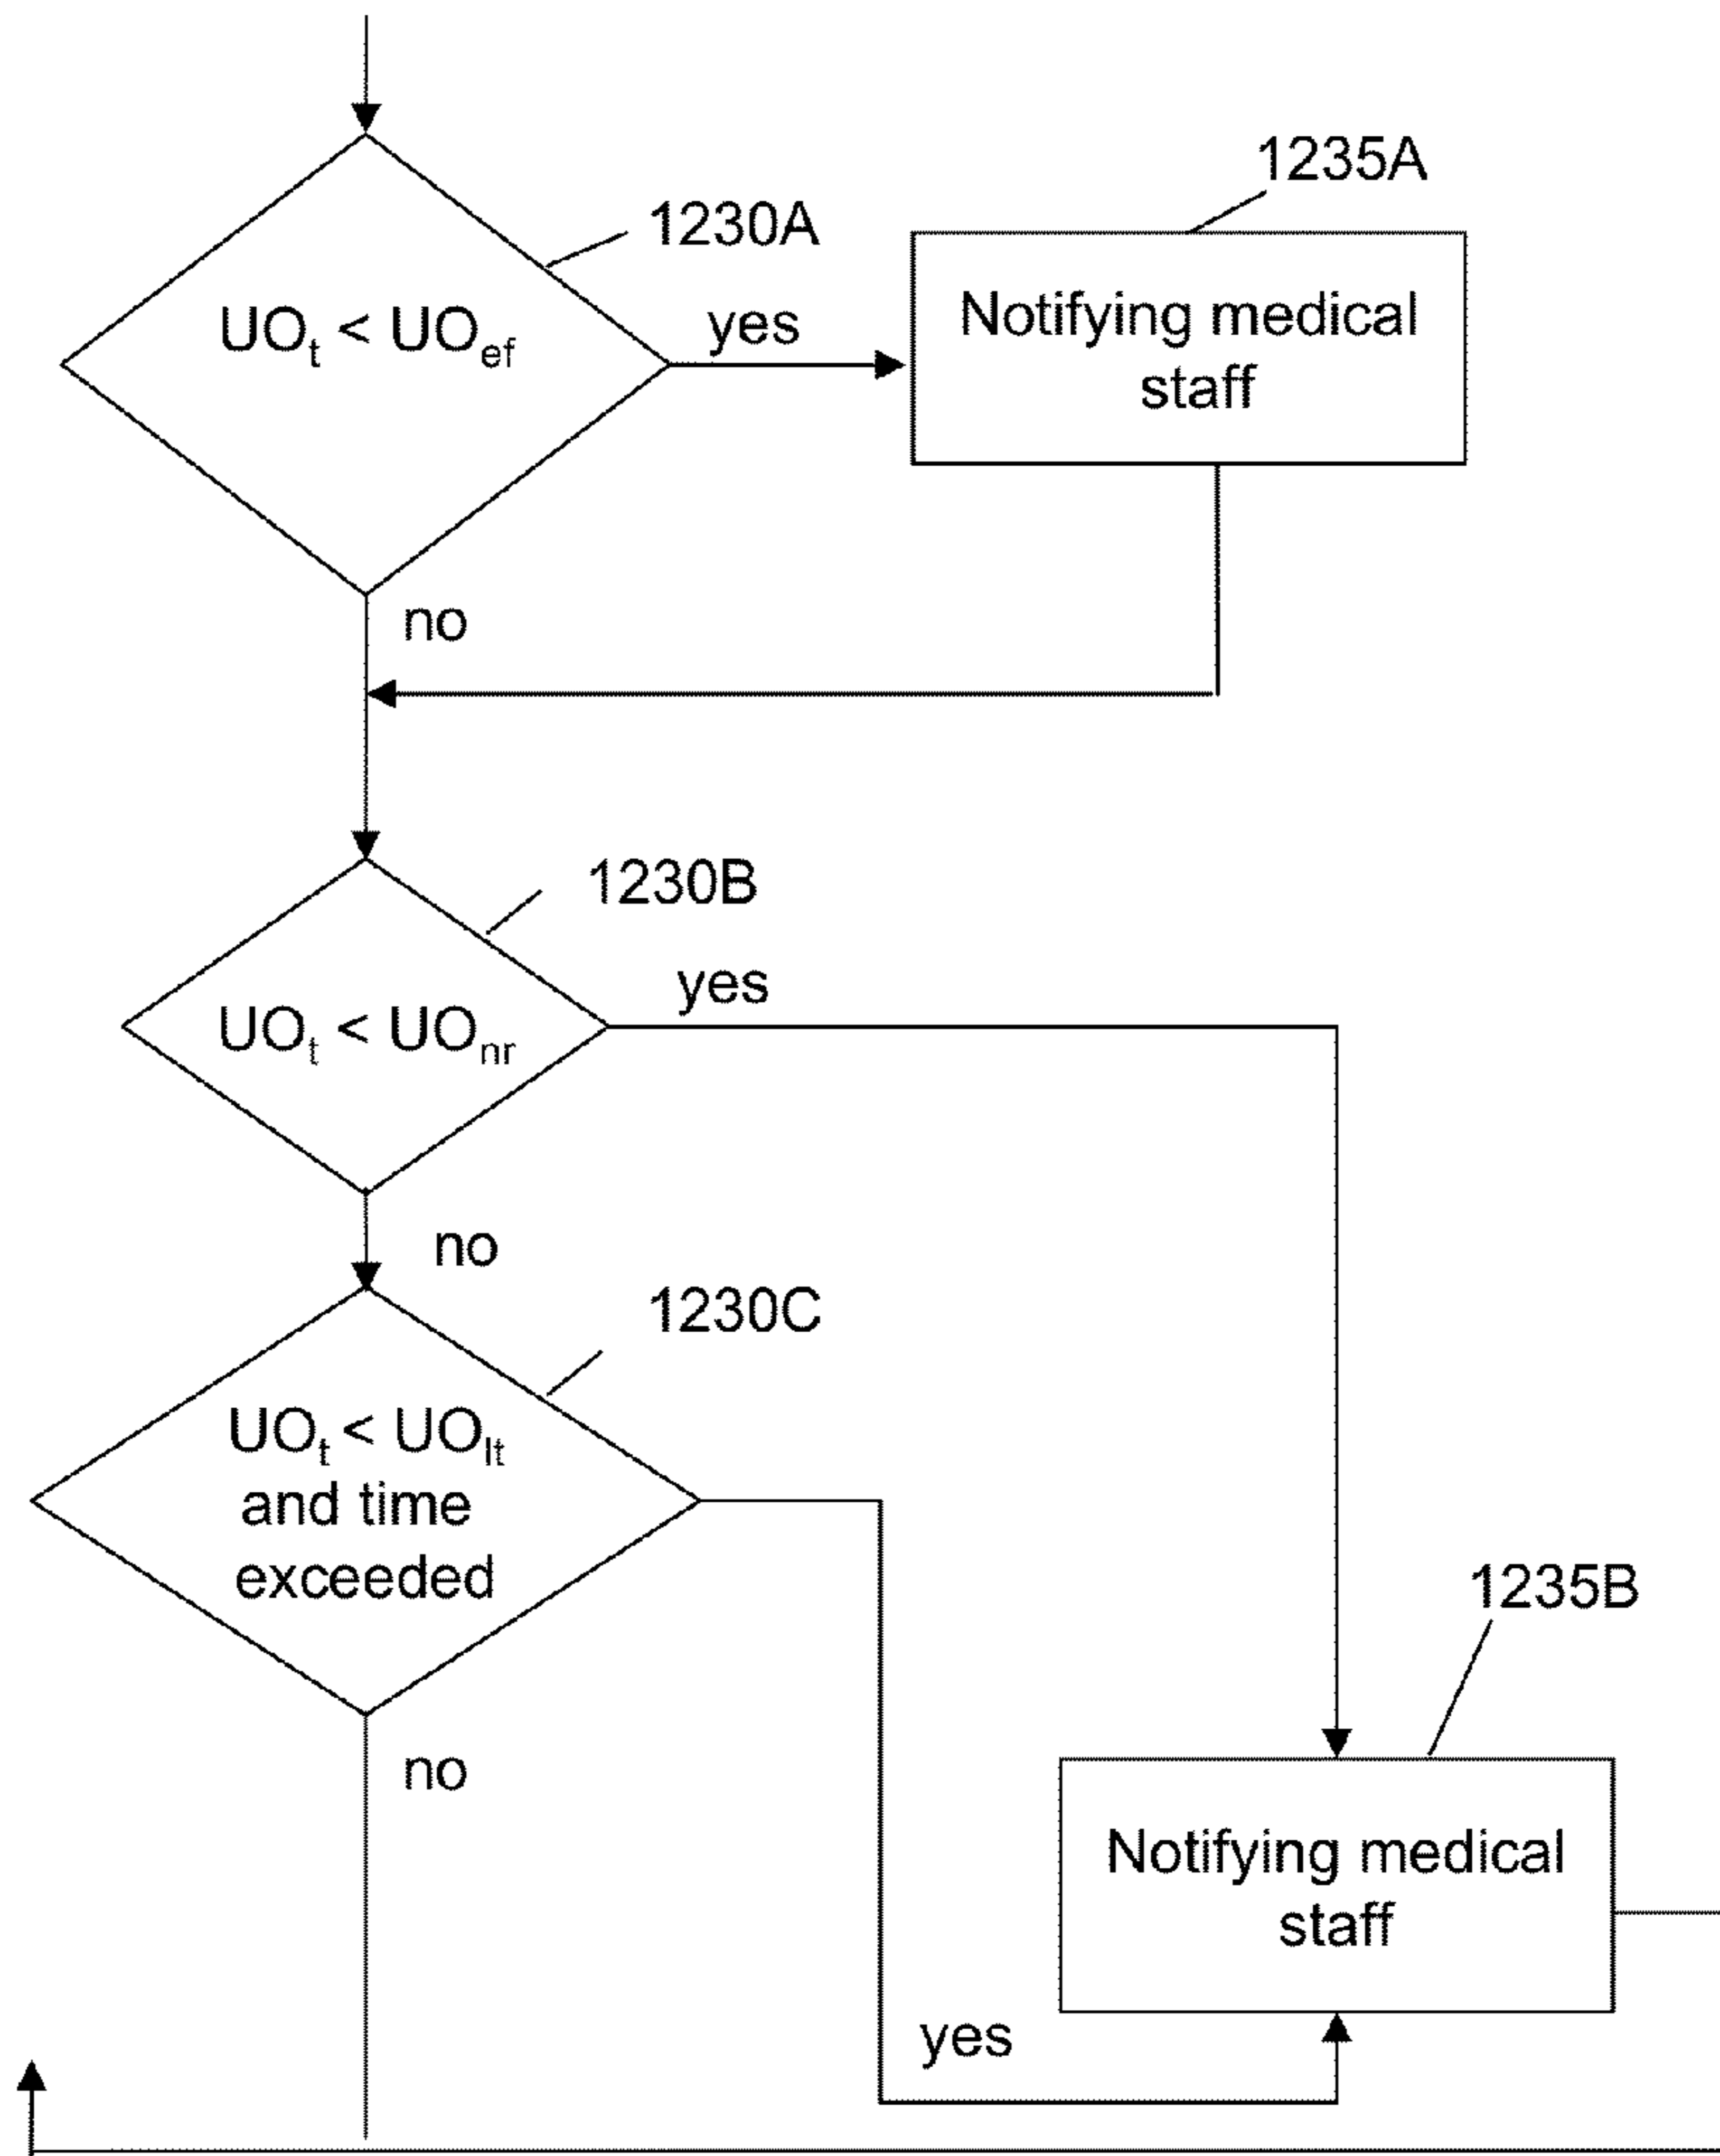 1235A
1230A
UOₜ < UOef
yes
Notifying medical
staff
no
1230B
yes
UOₜ < UOnr
no
1230C
UOₜ < UOlt
and time
exceeded
1235B
no
Notifying medical
staff
yes